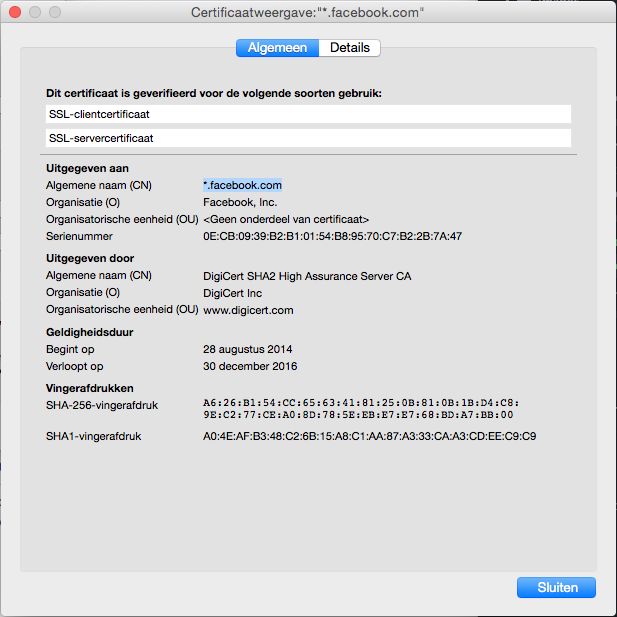 Certificaatweergave:"*.facebook.com"
Algemeen Details
Dit certificaat is geverifieerd voor de volgende soorten gebruik:
SSL-clientcertificaat
SSL-servercertificaat
Uitgegeven aan
Algemene naam (CN) *.facebook.com
Organisatie (O) Facebook, Inc.
Organisatorische eenheid (OU) <Geen onderdeel van certificaat>
Serienummer 0E:CB:09:39:B2:B1:01:54:B8:95:70:C7:B2:2B:7A:47
Uitgegeven door
Algemene naam (CN) DigiCert SHA2 High Assurance Server CA
Organisatie (O) DigiCert Inc
Organisatorische eenheid (OU) www.digicert.com
Geldigheidsduur
Begint op 28 augustus 2014
Verloopt op 30 december 2016
Vingerafdrukken
SHA-256-vingerafdruk A6:26:B1:54:CC:65:63:41:81:25:0B:81:0B:1B:D4:C8:
9E:C2:77:CE:A0:8D:78:5E:EB:E7:E7:68:BD:A7:BB:00
SHA1-vingerafdruk A0:4E:AF:B3:48:C2:6B:15:A8:C1:AA:87:A3:33:CA:A3:CD:EE:C9:C9
Sluiten